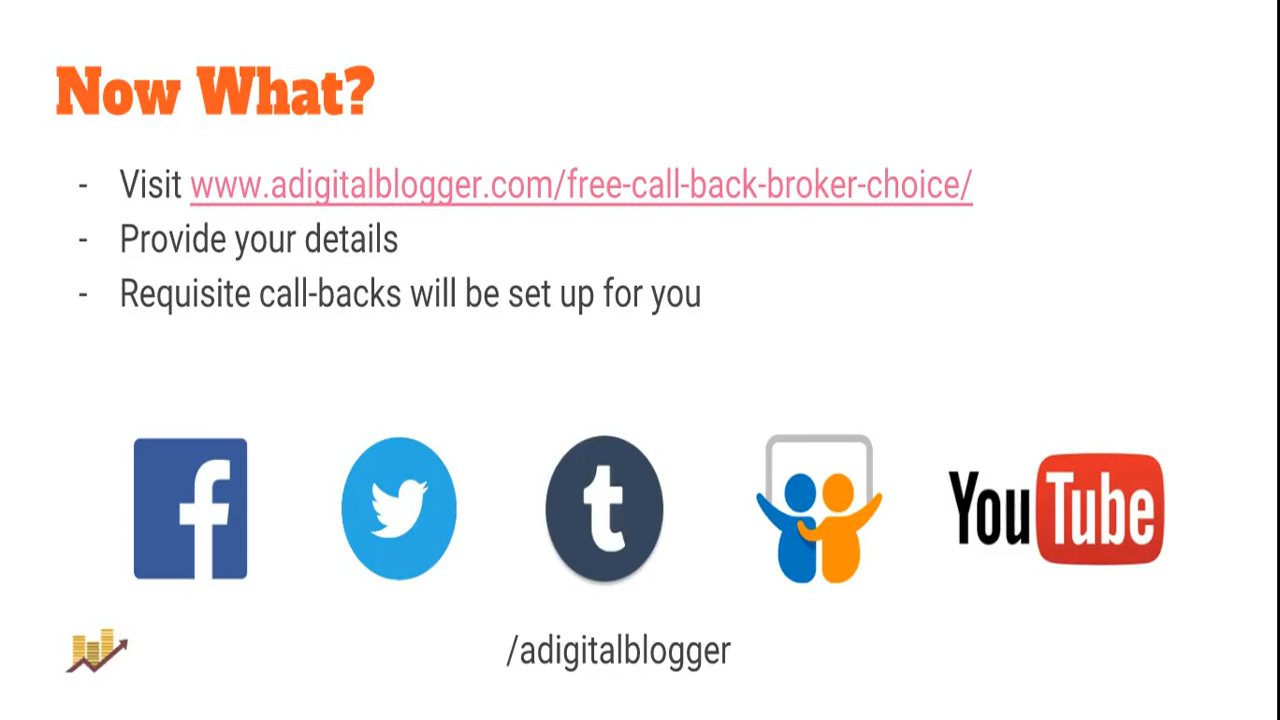 Now What?
- Visit www.adigitalblogger.com/free-call-back-broker-choice/
- Provide your details
- Requisite call-backs will be set up for you
f
t
YouTube
/adigitalblogger